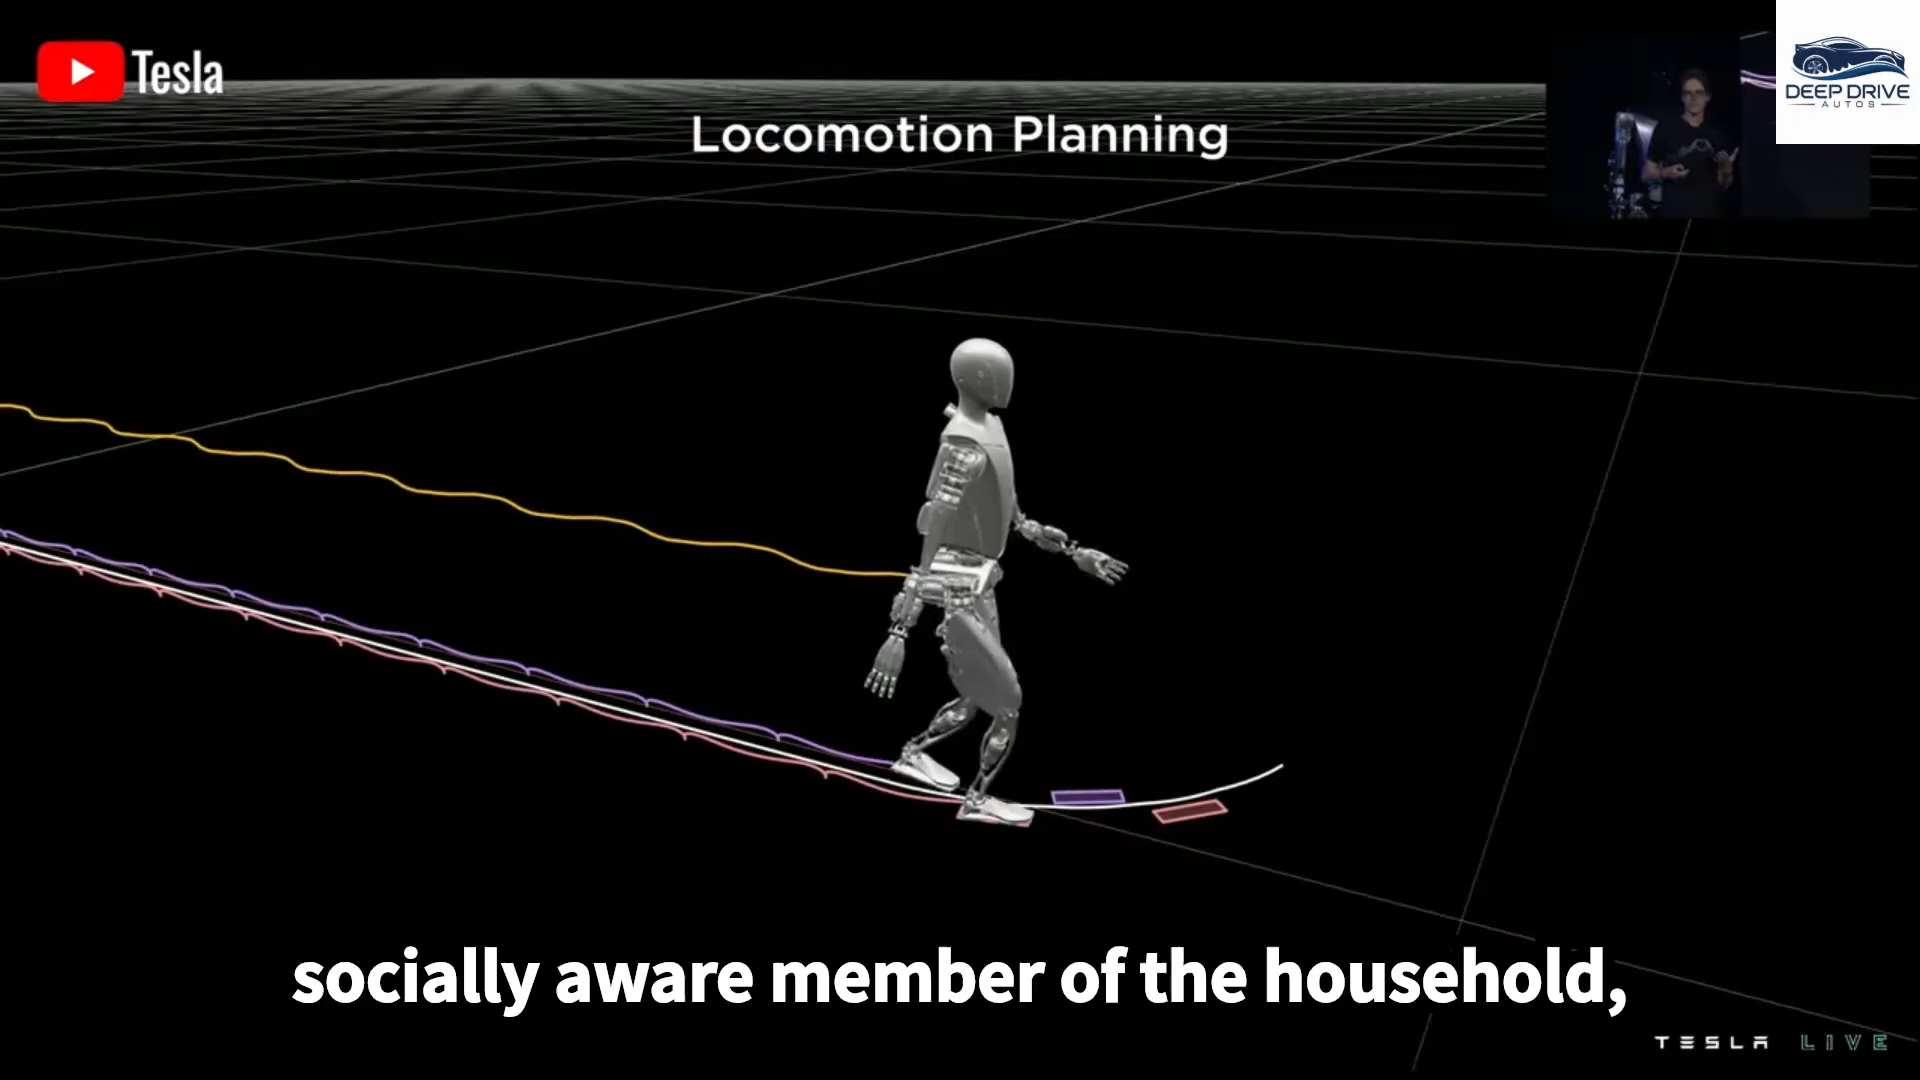 Tesla
DEEP DRIVE
AUTOS
Locomotion Planning
socially aware member of the household,
TESLA LIVE